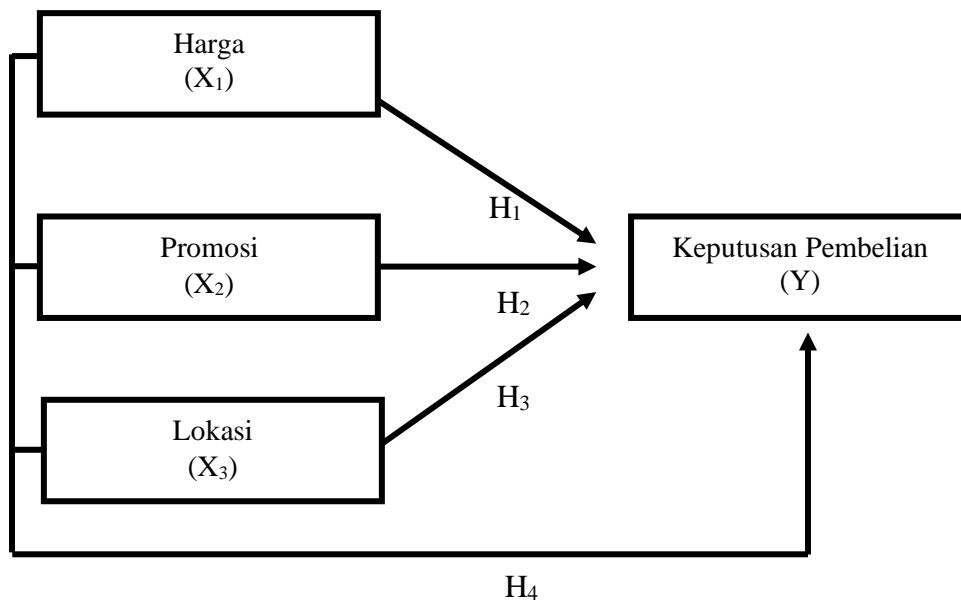 Harga
(X₁)
H₁
Promosi
(X₂)
Keputusan Pembelian
(Y)
H₂
H₃
Lokasi
(X₃)
H₄